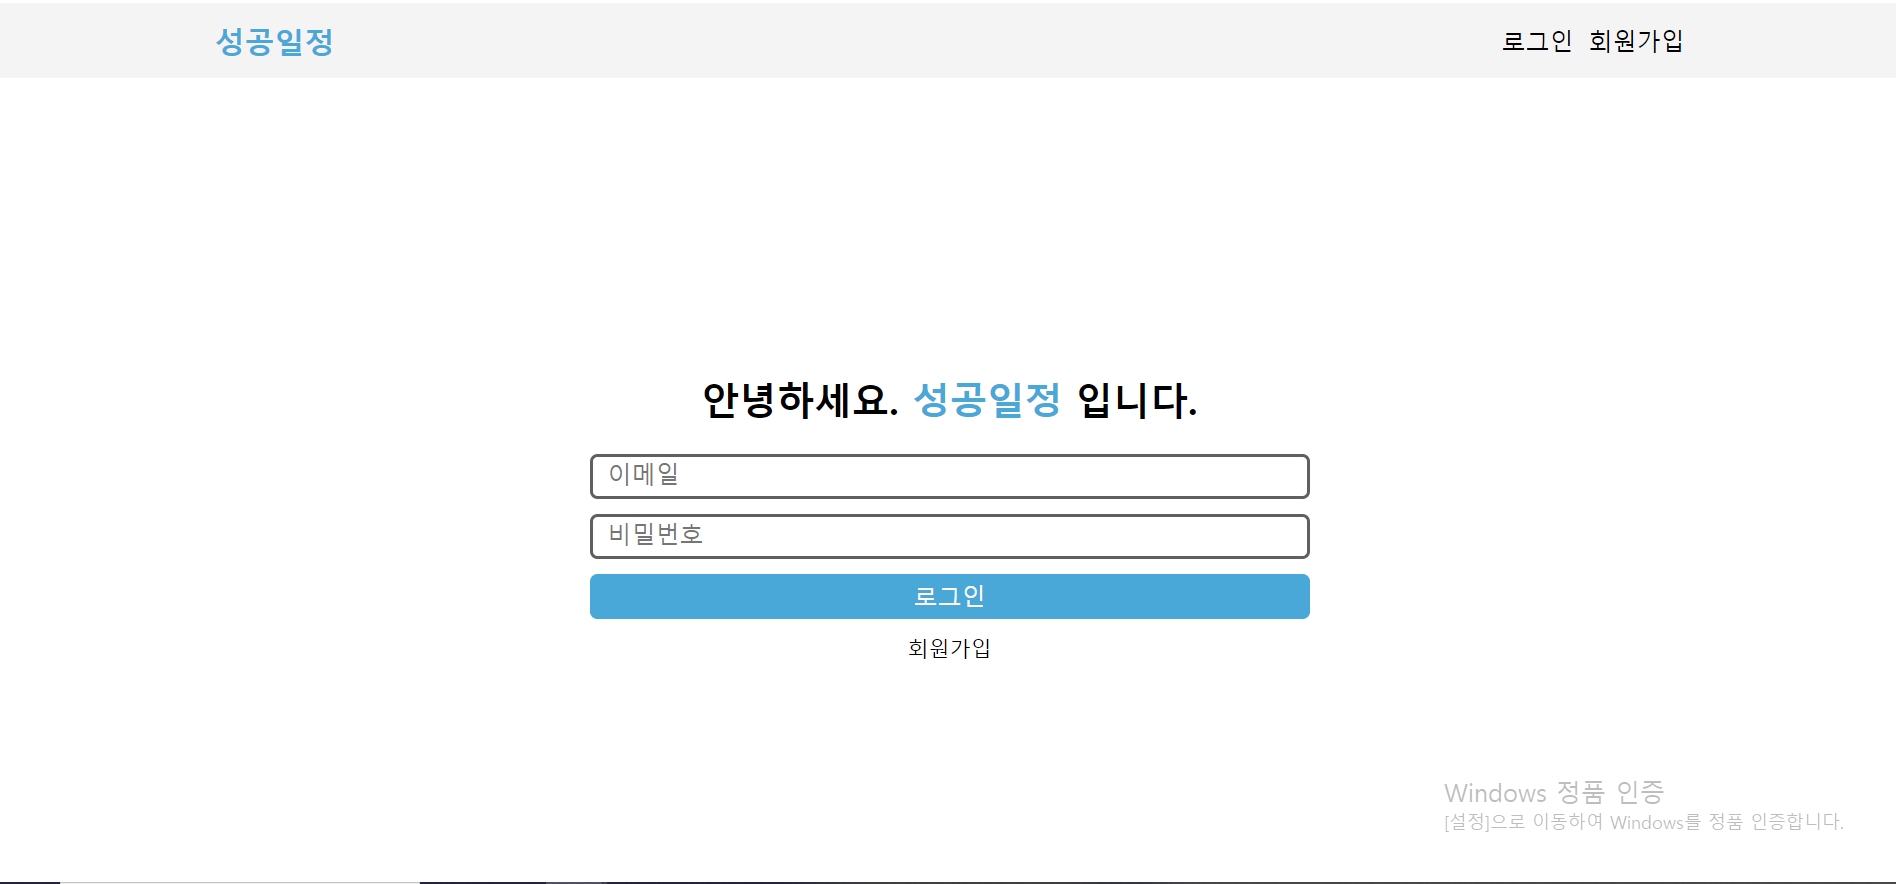 성공일정
로그인 회원가입
안녕하세요. 성공일정 입니다.
이메일
비밀번호
로그인
회원가입
Windows 정품 인증
[설정]으로 이동하여 Windows를 정품 인증합니다.